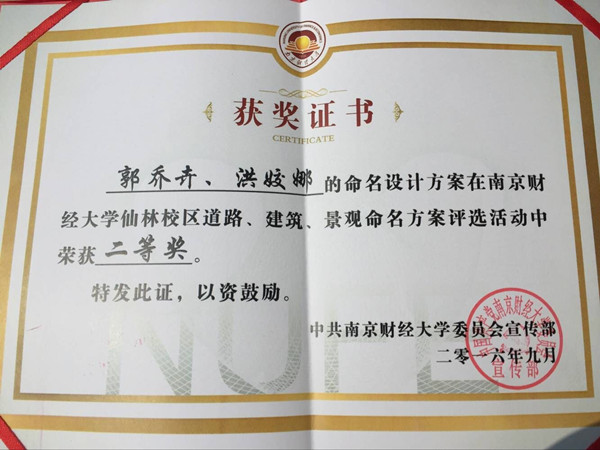 获奖证书
CERTIFICATE
郭乔卉、洪姣娜的命名设计方案在南京财
经大学仙林校区道路、建筑、景观命名方案评选活动中
荣获二等奖。
特发此证，以资鼓励。
中共南京财经大学委员会宣传部
二零一六年九月
宣传部
NUFE